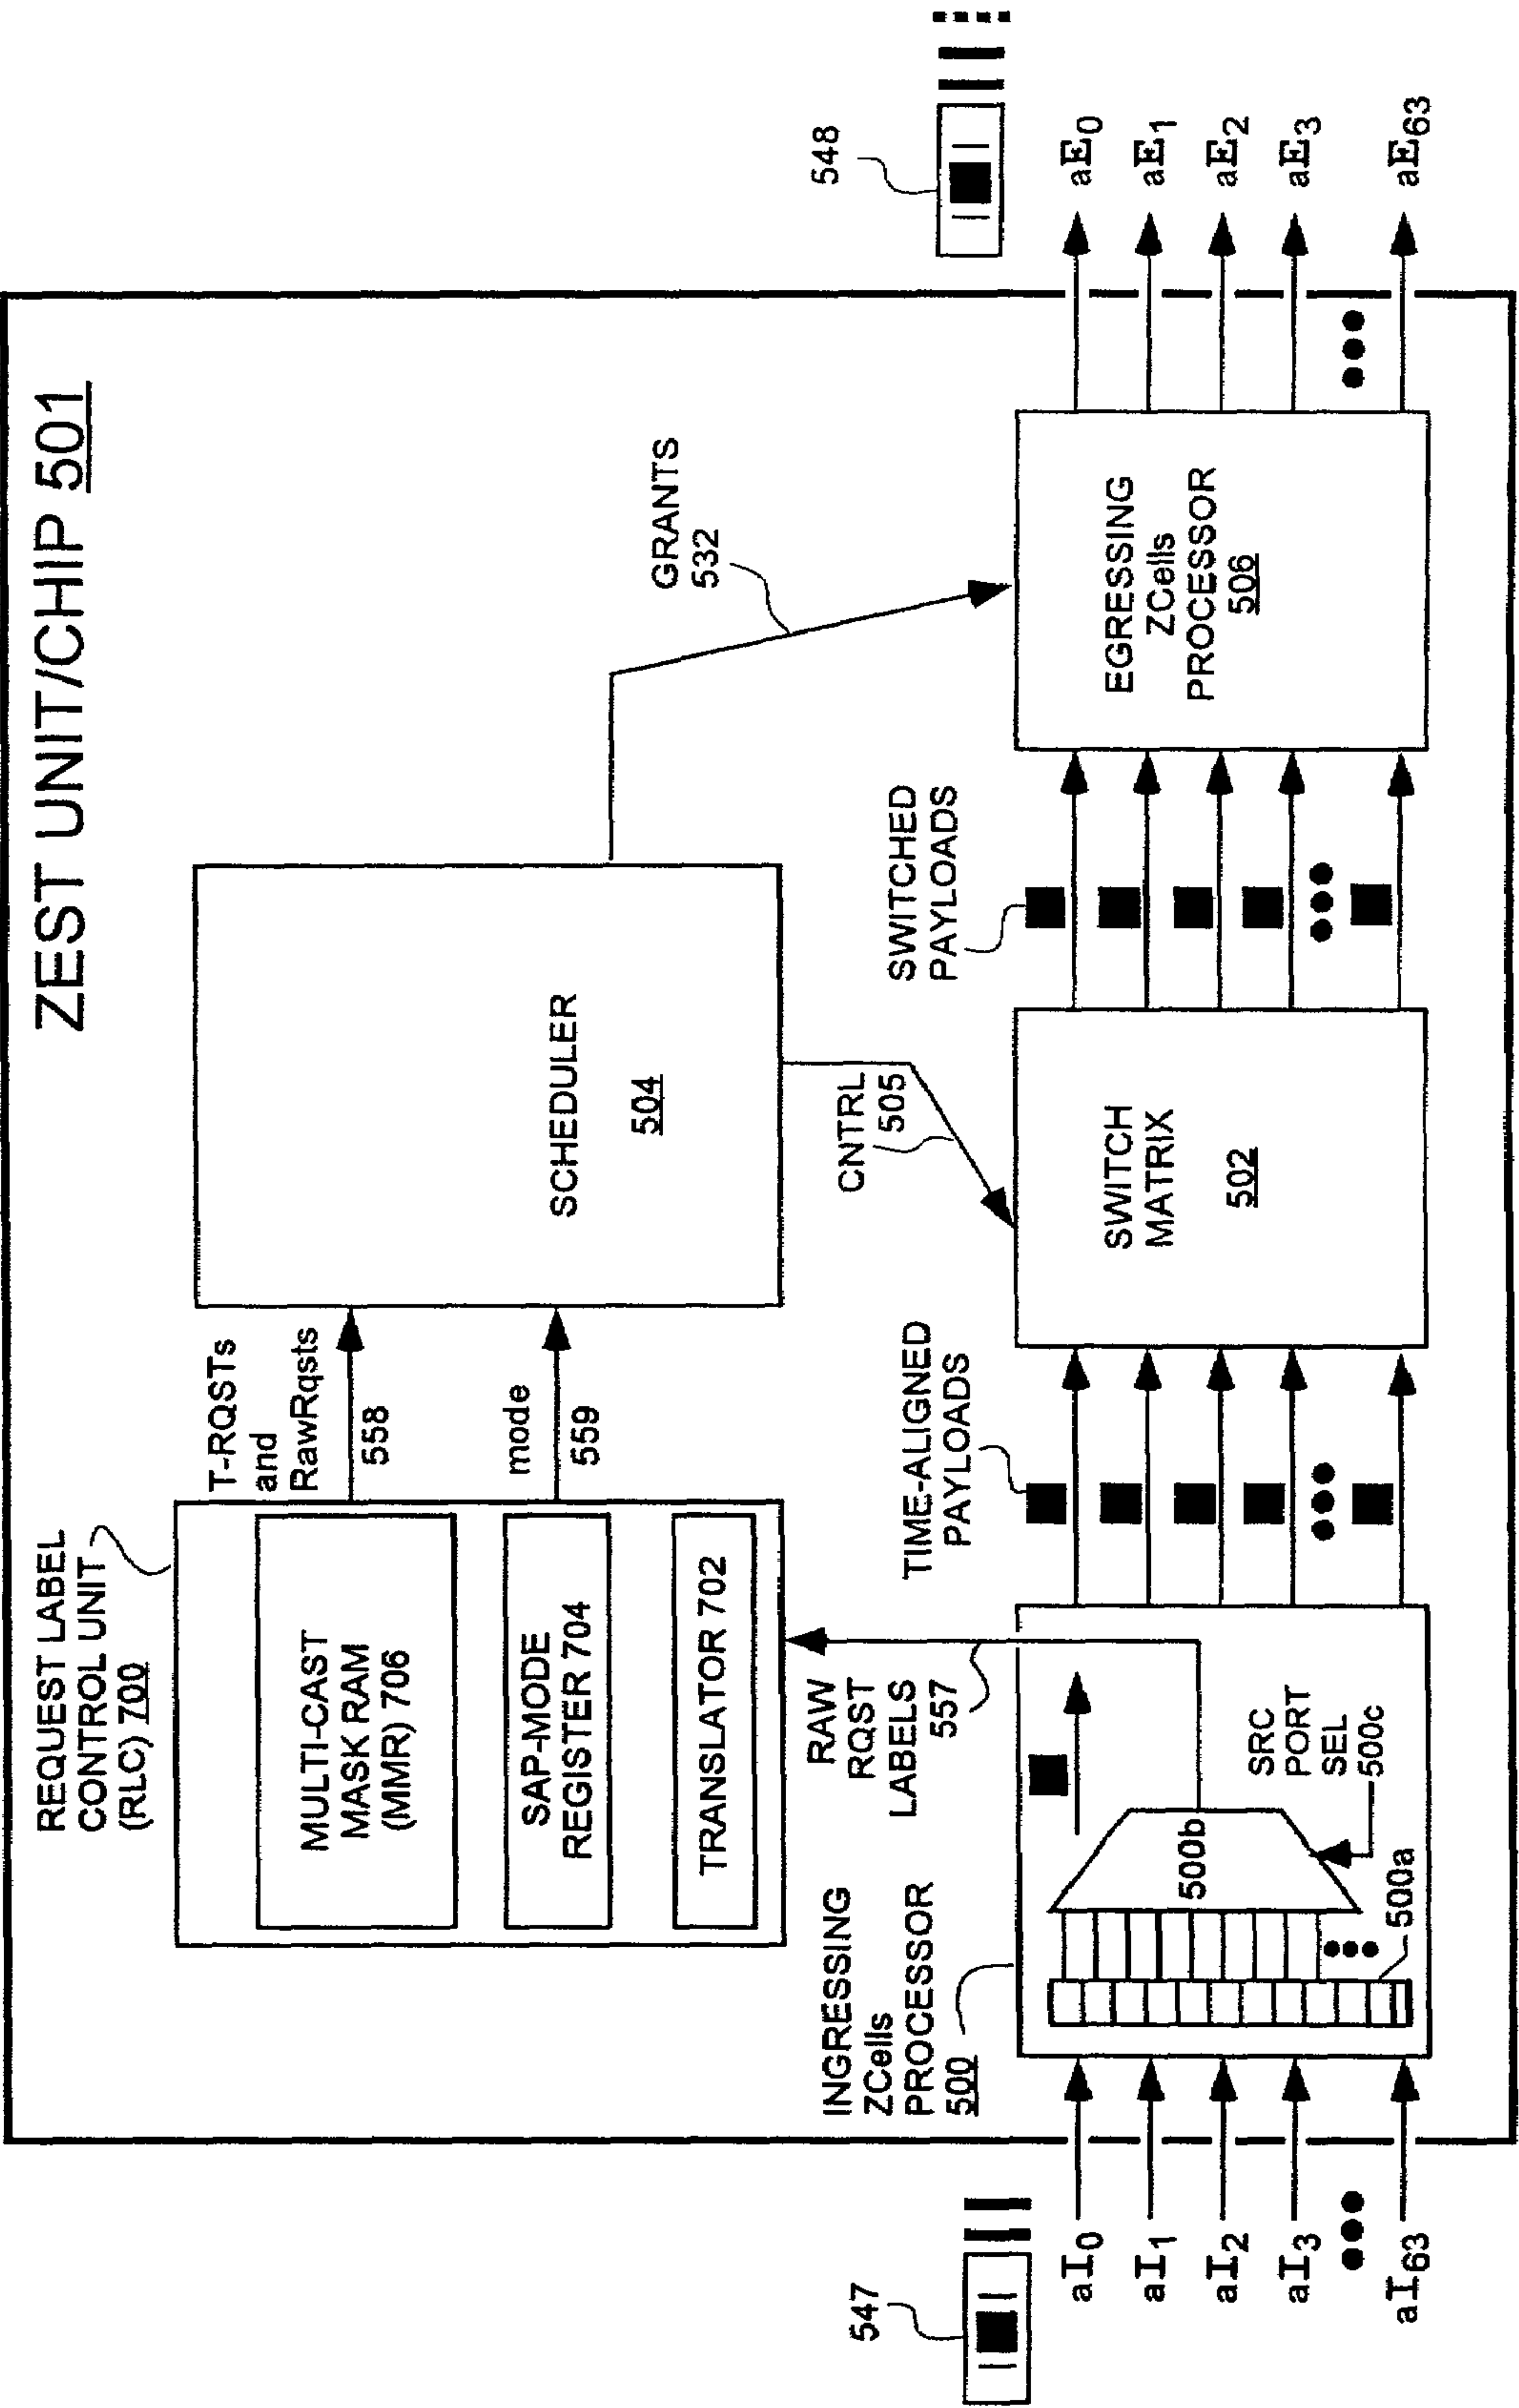 ZEST UNIT/CHIP 501
REQUEST LABEL
CONTROL UNIT
(RLC) 700
MULTI-CAST
MASK RAM
(MMR) 706
SAP-MODE
REGISTER 704
TRANSLATOR 702
T-RQSTs
and
RawRqsts
558
mode
559
SCHEDULER
504
GRANTS
532
CNTRL
505
RAW
RQST
LABELS
557
INGRESSING
ZCells
PROCESSOR
500
500a
500b
SRC
PORT
SEL
500c
TIME-ALIGNED
PAYLOADS
SWITCH
MATRIX
502
SWITCHED
PAYLOADS
EGRESSING
ZCells
PROCESSOR
506
547
aI0
aI1
aI2
aI3
aI63
548
aE0
aE1
aE2
aE3
aE63